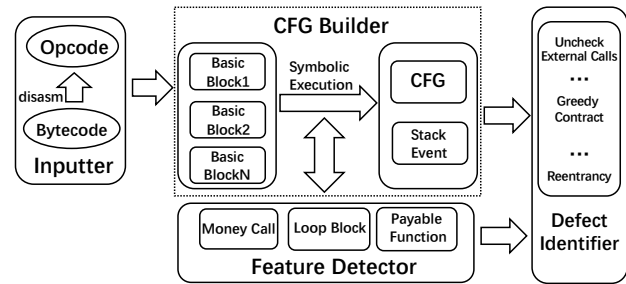 Opcode
disasm
Bytecode
Inputter
CFG Builder
Basic
Block1
Basic
Block2
Basic
BlockN
Symbolic
Execution
CFG
Stack
Event
Money Call
Loop Block
Payable
Function
Feature Detector
Uncheck
External Calls
...
Greedy
Contract
...
Reentrancy
Defect
Identifier